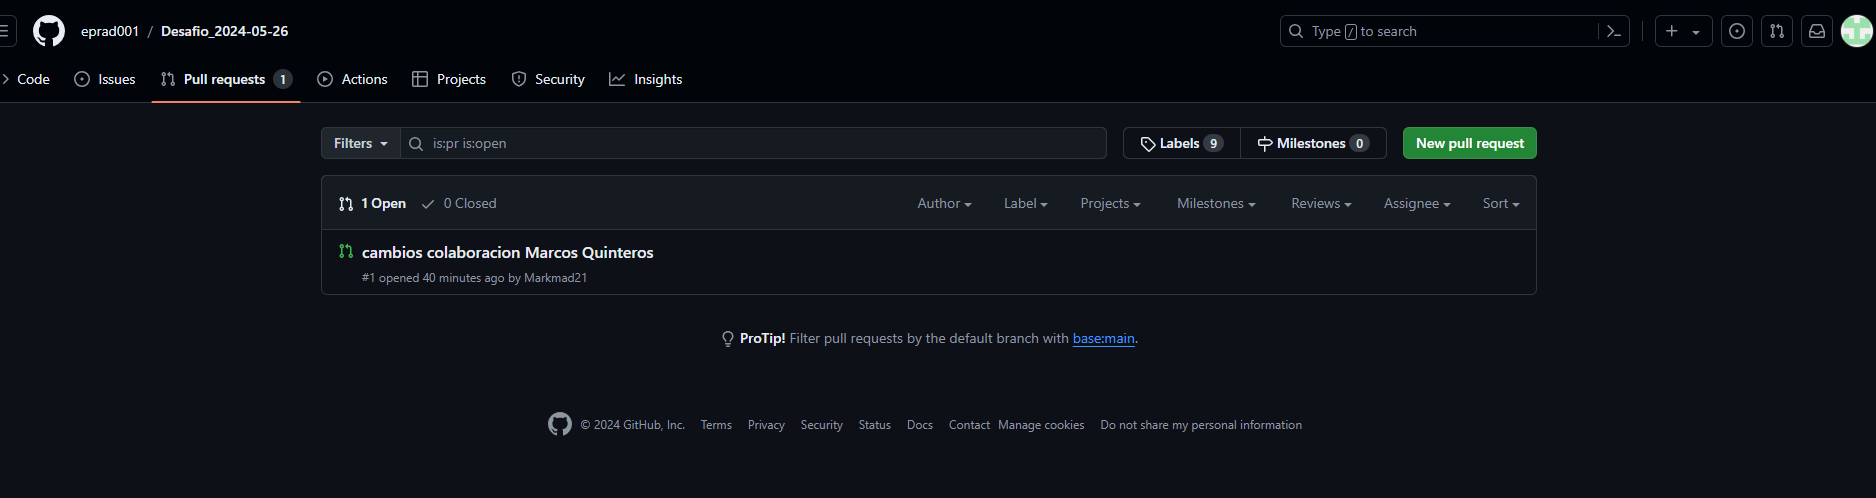 eprad001 / Desafio_2024-05-26 Type / to search
Code Issues Pull requests 1 Actions Projects Security Insights
Filters is:pr is:open Labels 9 Milestones 0 New pull request
1 Open 0 Closed Author Label Projects Milestones Reviews Assignee Sort
cambios colaboracion Marcos Quinteros
#1 opened 40 minutes ago by Markmad21
ProTip! Filter pull requests by the default branch with base:main.
© 2024 GitHub, Inc. Terms Privacy Security Status Docs Contact Manage cookies Do not share my personal information